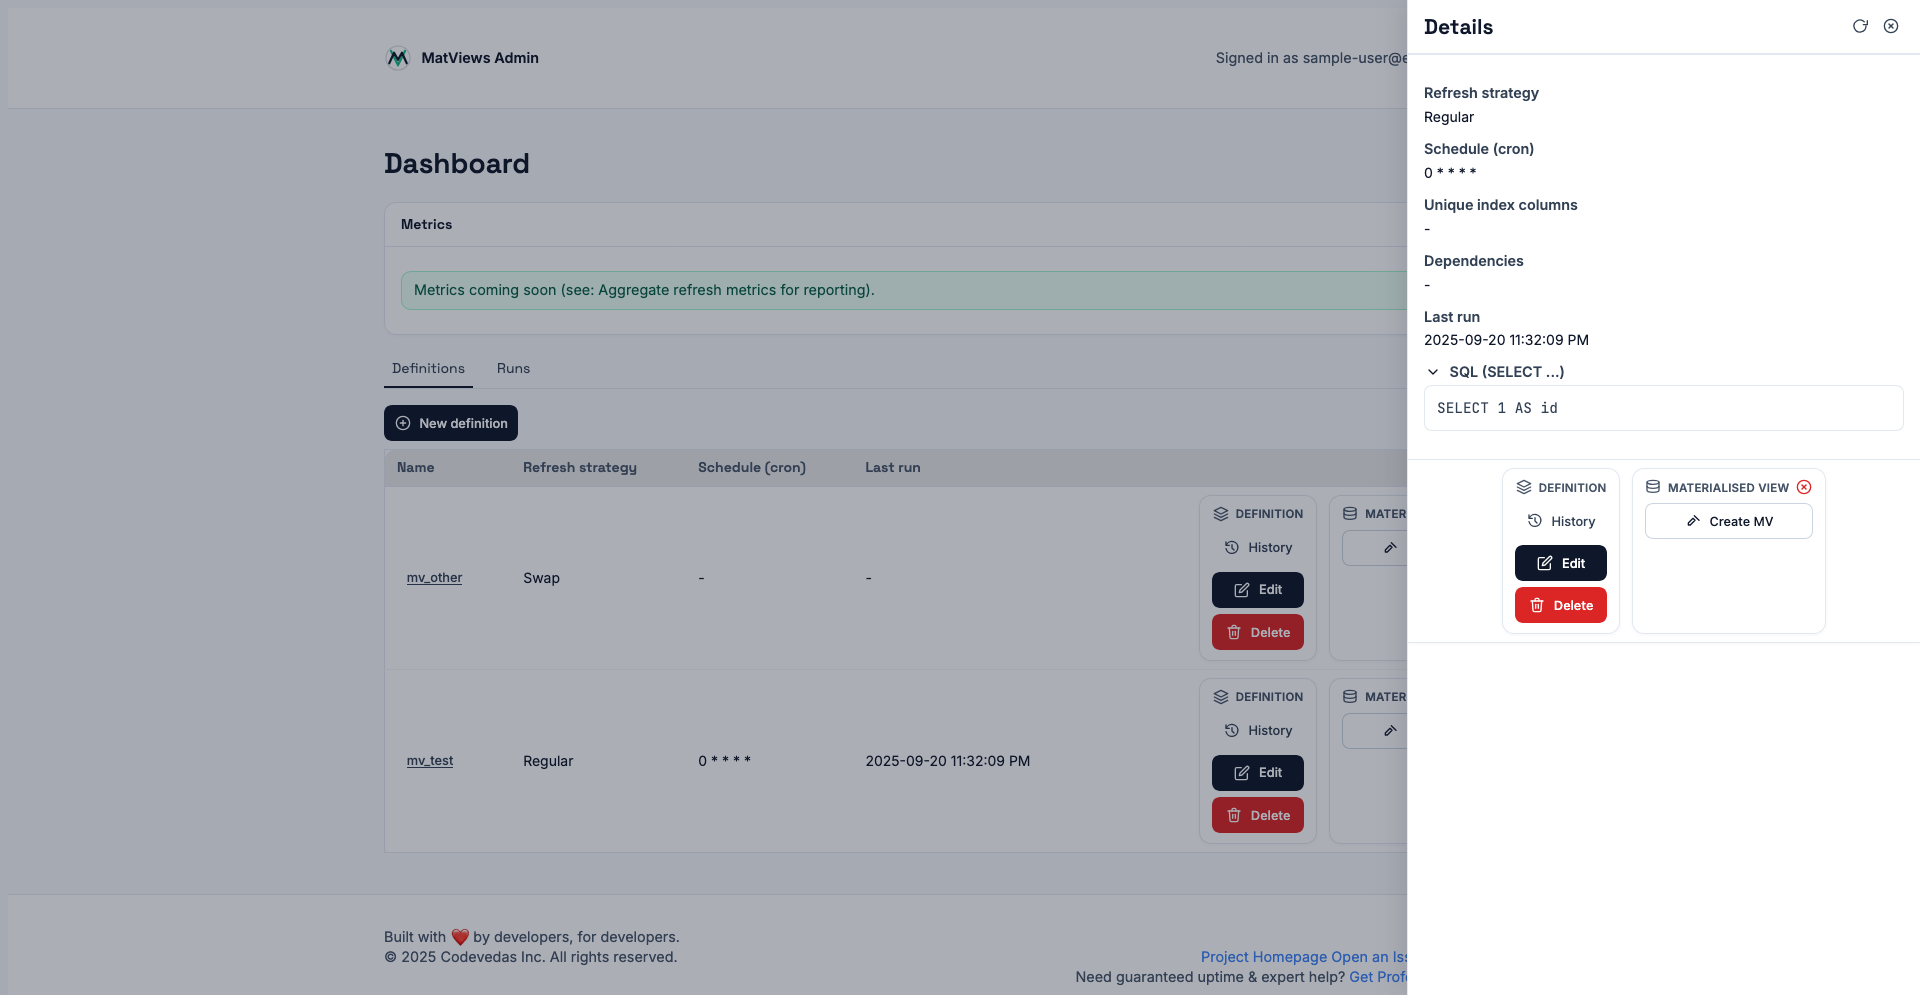 MatViews Admin
Signed in as sample-user@e
Dashboard
Metrics
Metrics coming soon (see: Aggregate refresh metrics for reporting).
Definitions
Runs
New definition
Name
Refresh strategy
Schedule (cron)
Last run
mv_other
Swap
-
-
DEFINITION
History
Edit
Delete
MATER
mv_test
Regular
0 * * * *
2025-09-20 11:32:09 PM
DEFINITION
History
Edit
Delete
MATER
Built with ❤️ by developers, for developers.
© 2025 Codevedas Inc. All rights reserved.
Project Homepage Open an Iss
Need guaranteed uptime & expert help? Get Profe
Details
Refresh strategy
Regular
Schedule (cron)
0 * * * *
Unique index columns
-
Dependencies
-
Last run
2025-09-20 11:32:09 PM
SQL (SELECT …)
SELECT 1 AS id
DEFINITION
History
Edit
Delete
MATERIALISED VIEW
Create MV